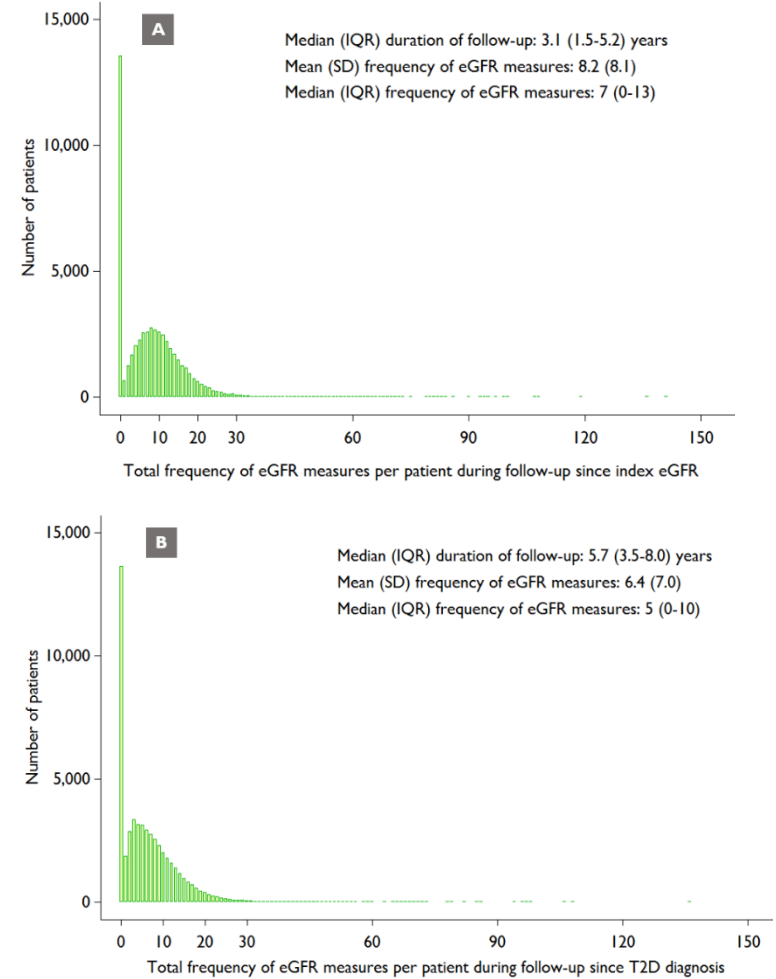 15,000
A
Median (IQR) duration of follow-up: 3.1 (1.5-5.2) years
Mean (SD) frequency of eGFR measures: 8.2 (8.1)
Median (IQR) frequency of eGFR measures: 7 (0-13)
10,000
Number of patients
5,000
0
0 10 20 30 60 90 120 150
Total frequency of eGFR measures per patient during follow-up since index eGFR
15,000
B
Median (IQR) duration of follow-up: 5.7 (3.5-8.0) years
Mean (SD) frequency of eGFR measures: 6.4 (7.0)
Median (IQR) frequency of eGFR measures: 5 (0-10)
10,000
Number of patients
5,000
0
0 10 20 30 60 90 120 150
Total frequency of eGFR measures per patient during follow-up since T2D diagnosis